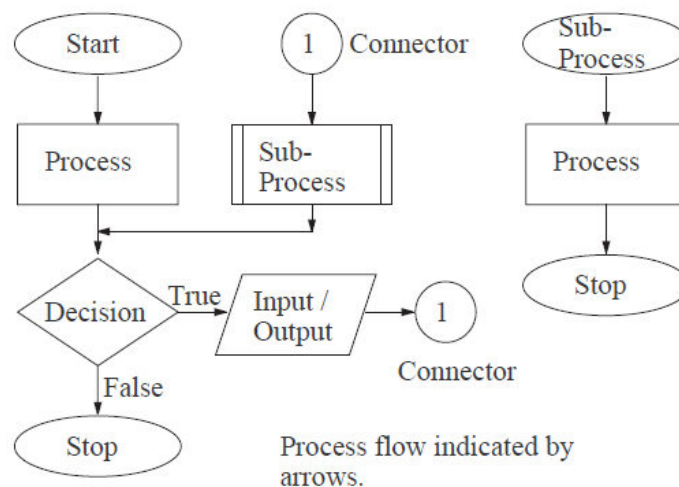 Start
1
Connector
Sub-
Process
Process
Sub-
Process
Process
Decision
True
Input /
Output
1
Stop
Connector
False
Stop
Process flow indicated by
arrows.